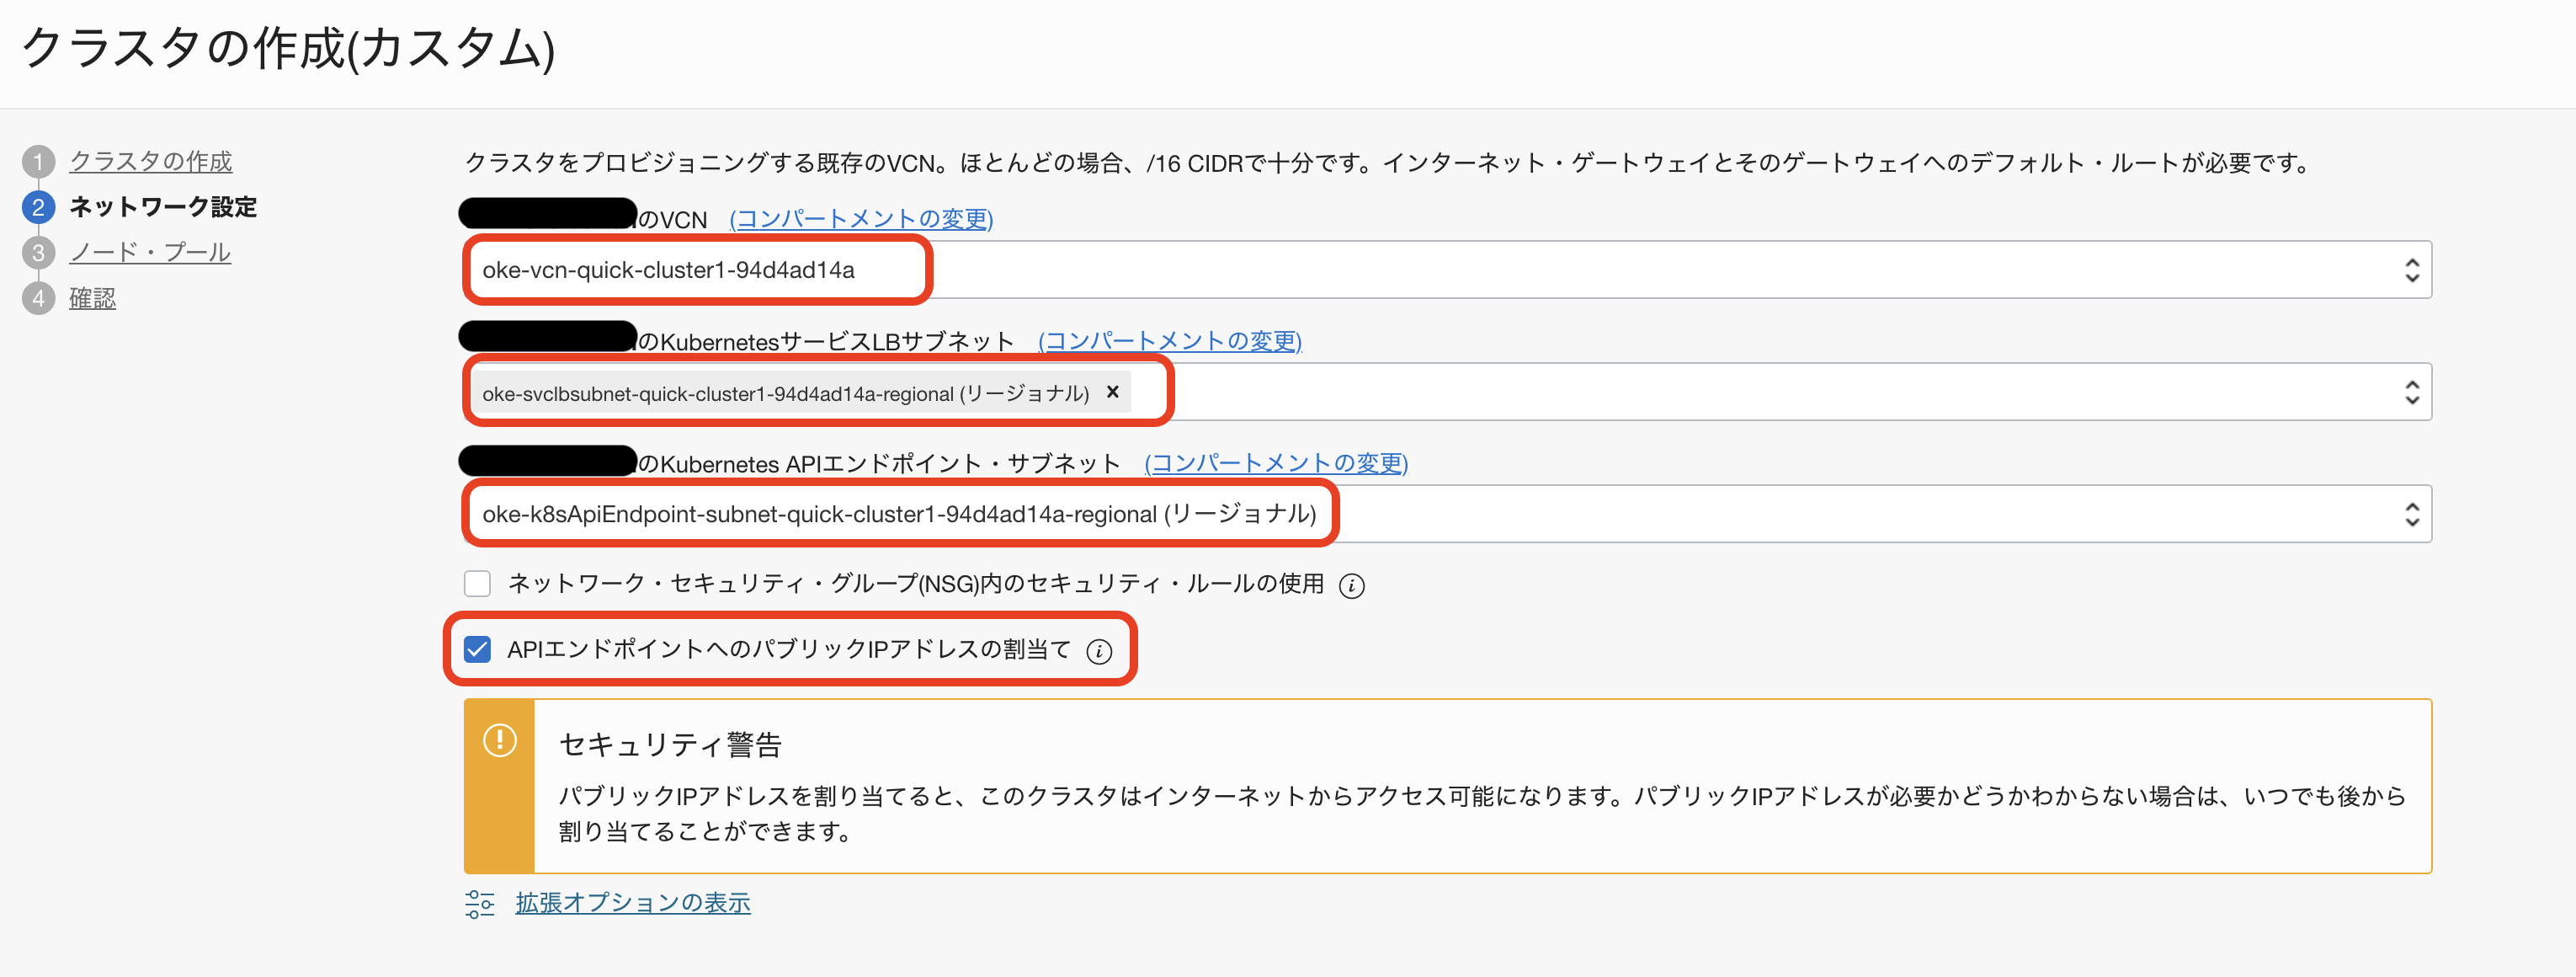 クラスタの作成(カスタム)
1 クラスタの作成
2 ネットワーク設定
3 ノード・プール
4 確認
クラスタをプロビジョニングする既存のVCN。ほとんどの場合、/16 CIDRで十分です。インターネット・ゲートウェイとそのゲートウェイへのデフォルト・ルートが必要です。
のVCN (コンパートメントの変更)
oke-vcn-quick-cluster1-94d4ad14a
のKubernetesサービスLBサブネット (コンパートメントの変更)
oke-svclbsubnet-quick-cluster1-94d4ad14a-regional (リージョナル) ×
のKubernetes APIエンドポイント・サブネット (コンパートメントの変更)
oke-k8sApiEndpoint-subnet-quick-cluster1-94d4ad14a-regional (リージョナル)
ネットワーク・セキュリティ・グループ(NSG)内のセキュリティ・ルールの使用 i
APIエンドポイントへのパブリックIPアドレスの割当て i
セキュリティ警告
パブリックIPアドレスを割り当てると、このクラスタはインターネットからアクセス可能になります。パブリックIPアドレスが必要かどうかわからない場合は、いつでも後から
割り当てることができます。
拡張オプションの表示